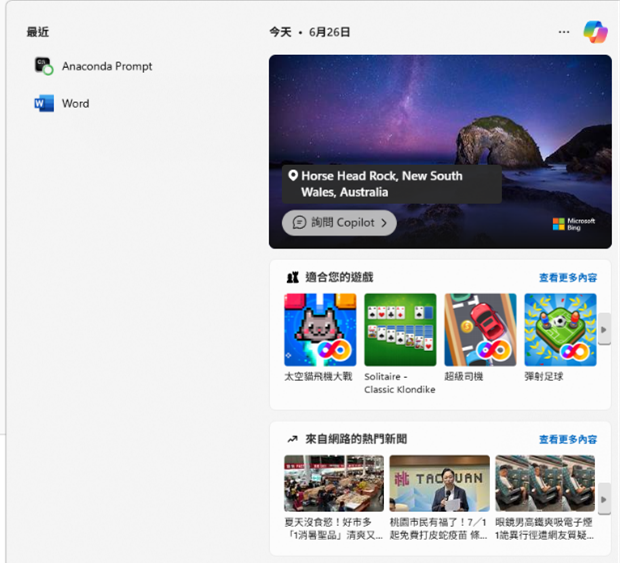 最近
Anaconda Prompt
Word
今天 • 6月26日
Horse Head Rock, New South
Wales, Australia
詢問 Copilot
Microsoft
Bing
適合您的遊戲
查看更多內容
太空貓飛機大戰
Solitaire -
Classic Klondike
超級司機
彈射足球
來自網路的熱門新聞
查看更多內容
桃 TAOYUAN
夏天沒食慾！好市多
「1消暑聖品」清爽又...
桃園市民有福了！7／1
起免費打皮蛇疫苗 條...
眼鏡男高鐵爽吸電子煙
1詭異行徑遭網友質疑...